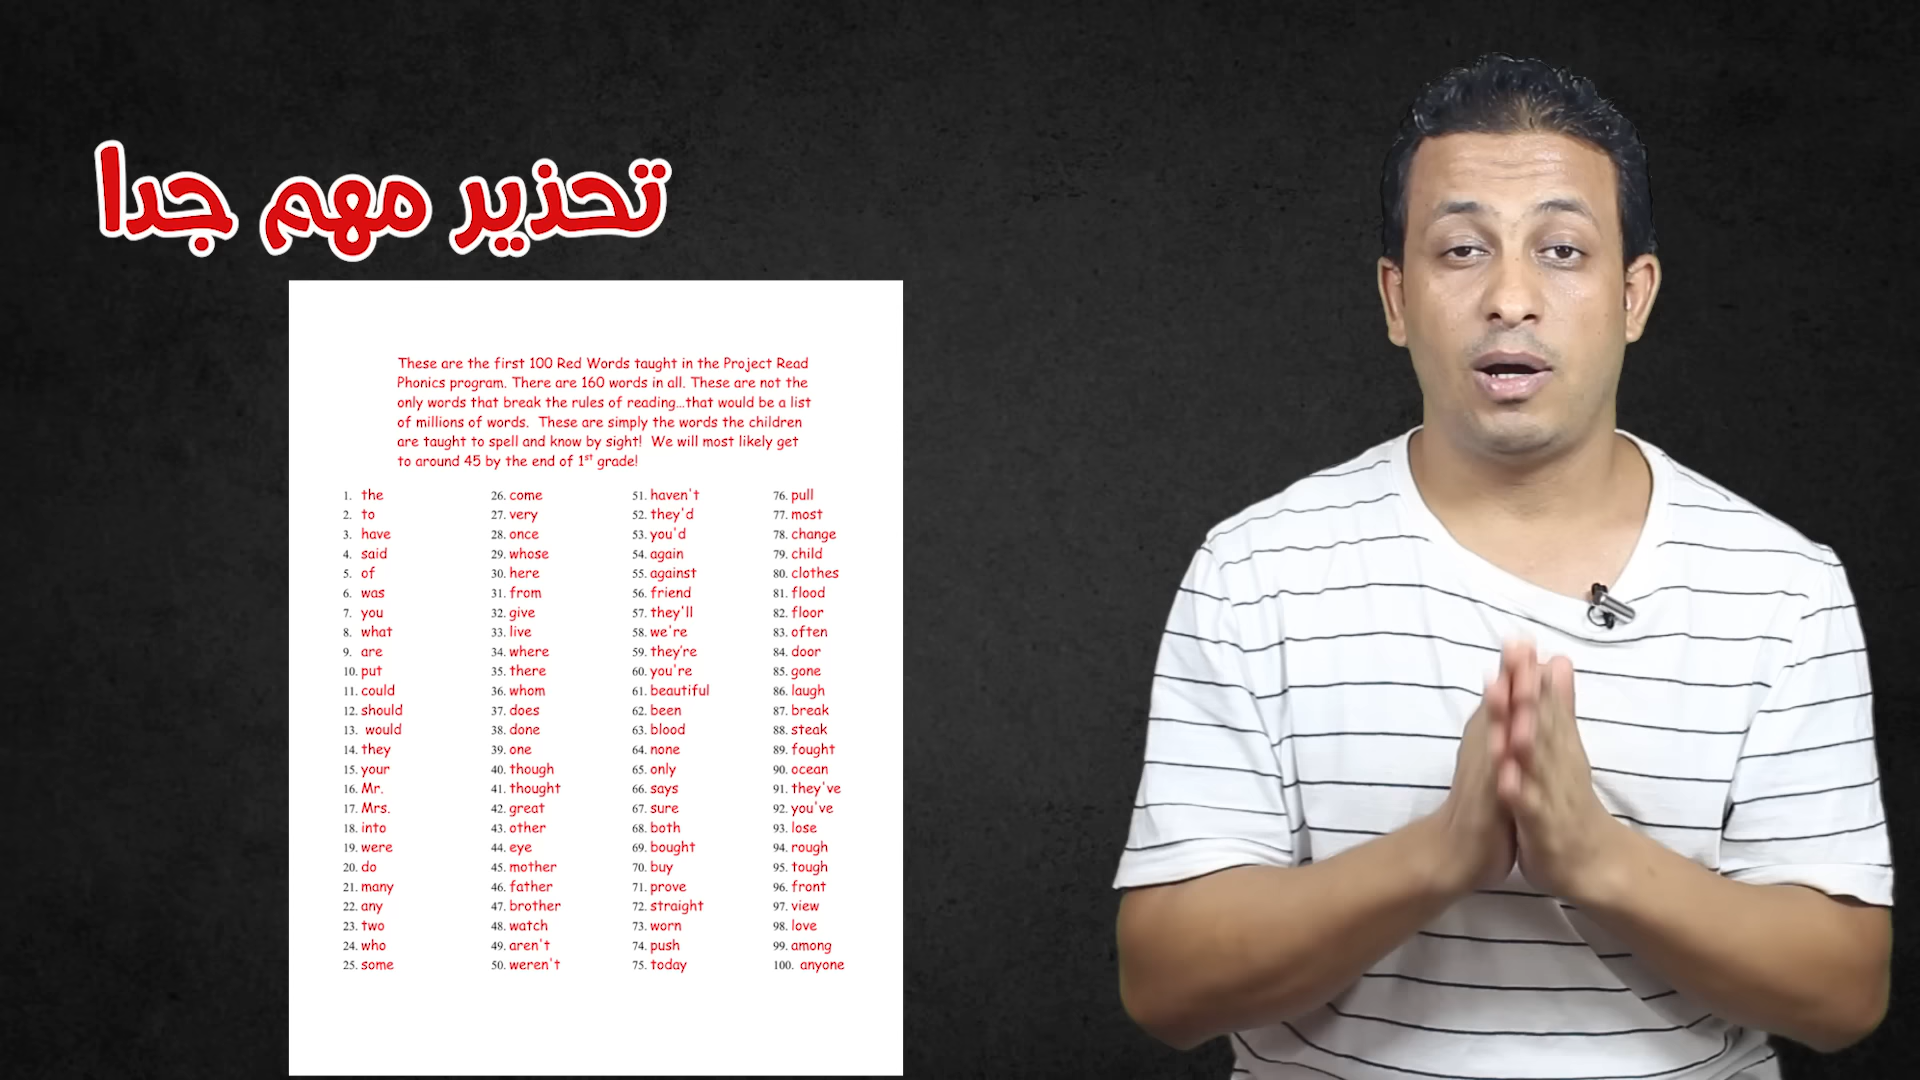 تحذير مهم جدا
These are the first 100 Red Words taught in the Project Read
Phonics program. There are 160 words in all. These are not the
only words that break the rules of reading...that would be a list
of millions of words.  These are simply the words the children
are taught to spell and know by sight!  We will most likely get
to around 45 by the end of 1st grade!
1. the
2. to
3. have
4. said
5. of
6. was
7. you
8. what
9. are
10. put
11. could
12. should
13. would
14. they
15. your
16. Mr.
17. Mrs.
18. into
19. were
20. do
21. many
22. any
23. two
24. who
25. some
26. come
27. very
28. once
29. whose
30. here
31. from
32. give
33. live
34. where
35. there
36. whom
37. does
38. done
39. one
40. though
41. thought
42. great
43. other
44. eye
45. mother
46. father
47. brother
48. watch
49. aren't
50. weren't
51. haven't
52. they'd
53. you'd
54. again
55. against
56. friend
57. they'll
58. we're
59. they're
60. you're
61. beautiful
62. been
63. blood
64. none
65. only
66. says
67. sure
68. both
69. bought
70. buy
71. prove
72. straight
73. worn
74. push
75. today
76. pull
77. most
78. change
79. child
80. clothes
81. flood
82. floor
83. often
84. door
85. gone
86. laugh
87. break
88. steak
89. fought
90. ocean
91. they've
92. you've
93. lose
94. rough
95. tough
96. front
97. view
98. love
99. among
100. anyone